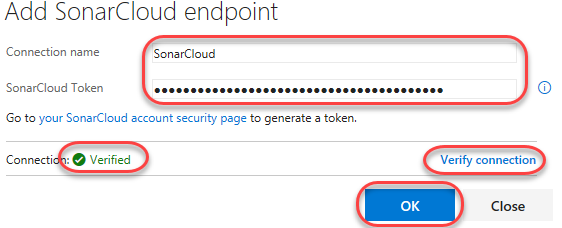 Add SonarCloud endpoint
Connection name SonarCloud
SonarCloud Token ●●●●●●●●●●●●●●●●●●●●●●●●●●●●●●●●●●●●●●●●
Go to your SonarCloud account security page to generate a token.
Connection: Verified Verify connection
OK Close